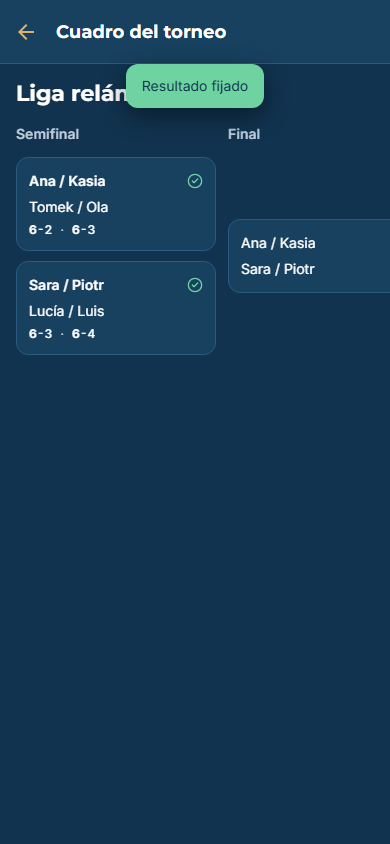 Cuadro del torneo
Resultado fijado
Liga
Semifinal
Final
Ana / Kasia
Tomek / Ola
6-2 · 6-3
Sara / Piotr
Lucía / Luis
6-3 · 6-4
Ana / Kasia
Sara / Piotr